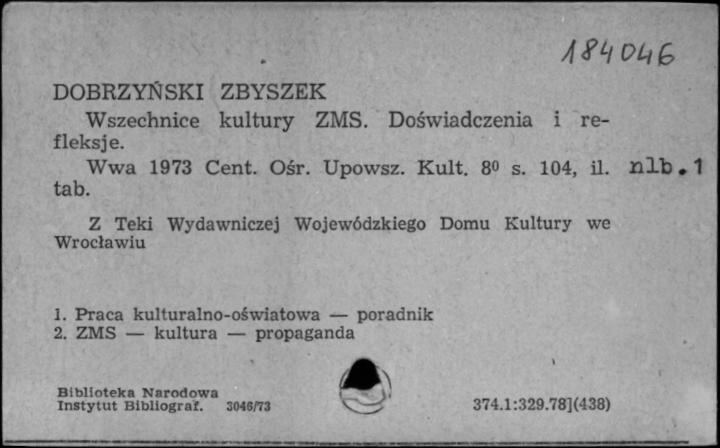 184046
DOBRZYŃSKI ZBYSZEK
Wszechnice kultury ZMS. Doświadczenia i re-
fleksje.
Wwa 1973 Cent. Ośr. Upowsz. Kult. 8⁰ s. 104, il. nlb.1
tab.
Z Teki Wydawniczej Wojewódzkiego Domu Kultury we
Wrocławiu
1. Praca kulturalno-oświatowa — poradnik
2. ZMS — kultura — propaganda
Biblioteka Narodowa
Instytut Bibliograf. 3046/73
374.1:329.78](438)